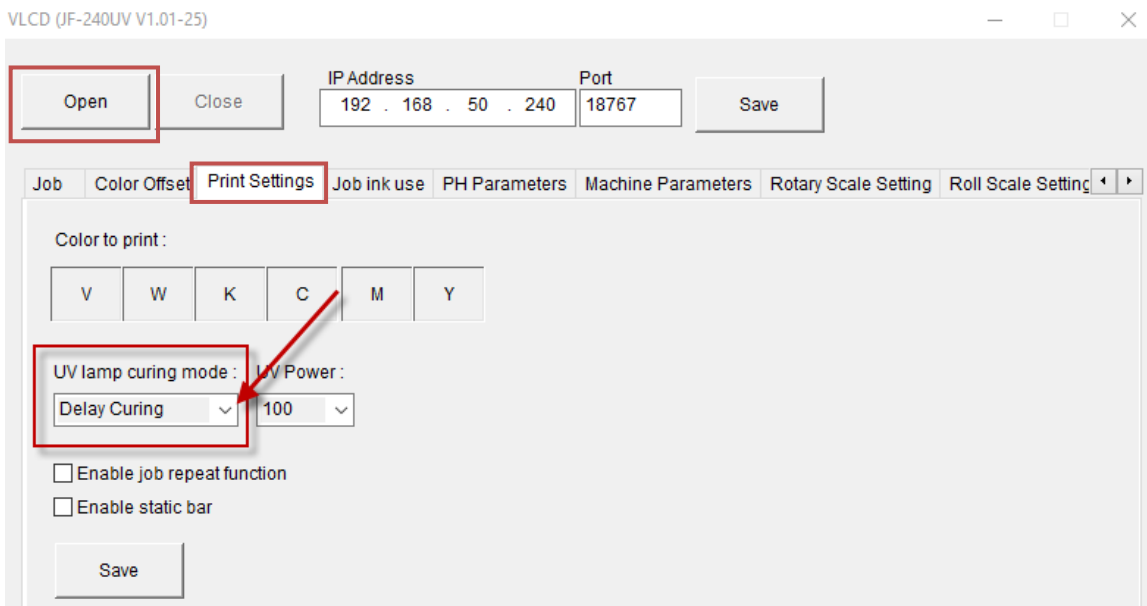 VLCD (JF-240UV V1.01-25)
IP Address Port
Open Close 192 . 168 . 50 . 240 18767 Save
Job Color Offset Print Settings Job ink use PH Parameters Machine Parameters Rotary Scale Setting Roll Scale Setting
Color to print :
V W K C M Y
UV lamp curing mode : UV Power :
Delay Curing 100
Enable job repeat function
Enable static bar
Save